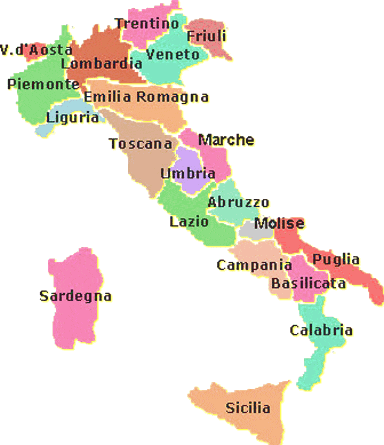 Trentino
Friuli
V.d'Aosta
Veneto
Lombardia
Piemonte
Emilia Romagna
Liguria
Toscana
Marche
Umbria
Abruzzo
Lazio
Molise
Campania
Puglia
Basilicata
Sardegna
Calabria
Sicilia